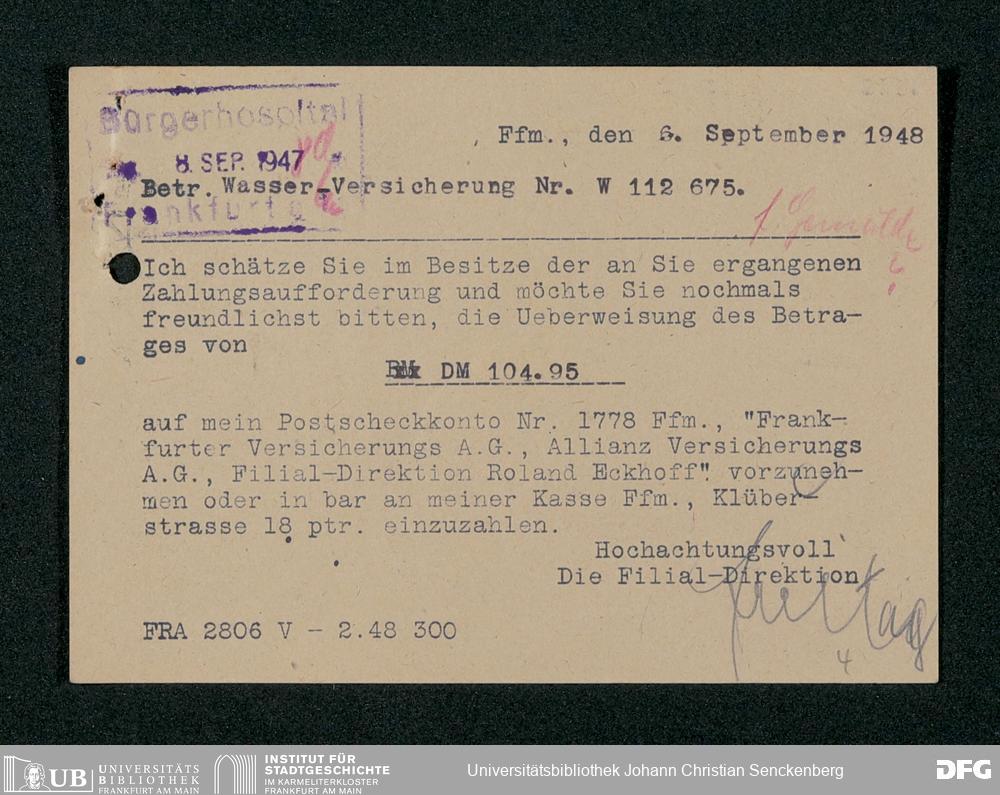 Bürgerhospital
8. SEP. 1947
Frankfurt a
Ffm., den 6. September 1948
Betr. Wasser-Versicherung Nr. W 112 675.
Ich schätze Sie im Besitze der an Sie ergangenen
Zahlungsaufforderung und möchte Sie nochmals
freundlichst bitten, die Ueberweisung des Betra-
ges von
DM 104.95
auf mein Postscheckkonto Nr. 1778 Ffm., "Frank-
furter Versicherungs A.G., Allianz Versicherungs
A.G., Filial-Direktion Roland Eckhoff" vorzuneh-
men oder in bar an meiner Kasse Ffm., Klüber-
strasse 18 ptr. einzuzahlen.
Hochachtungsvoll
Die Filial-Direktion
4
FRA 2806 V - 2.48 300
UB UNIVERSITÄTS
BIBLIOTHEK
FRANKFURT AM MAIN
INSTITUT FÜR
STADTGESCHICHTE
IM KARMELITERKLOSTER
FRANKFURT AM MAIN
Universitätsbibliothek Johann Christian Senckenberg
DFG